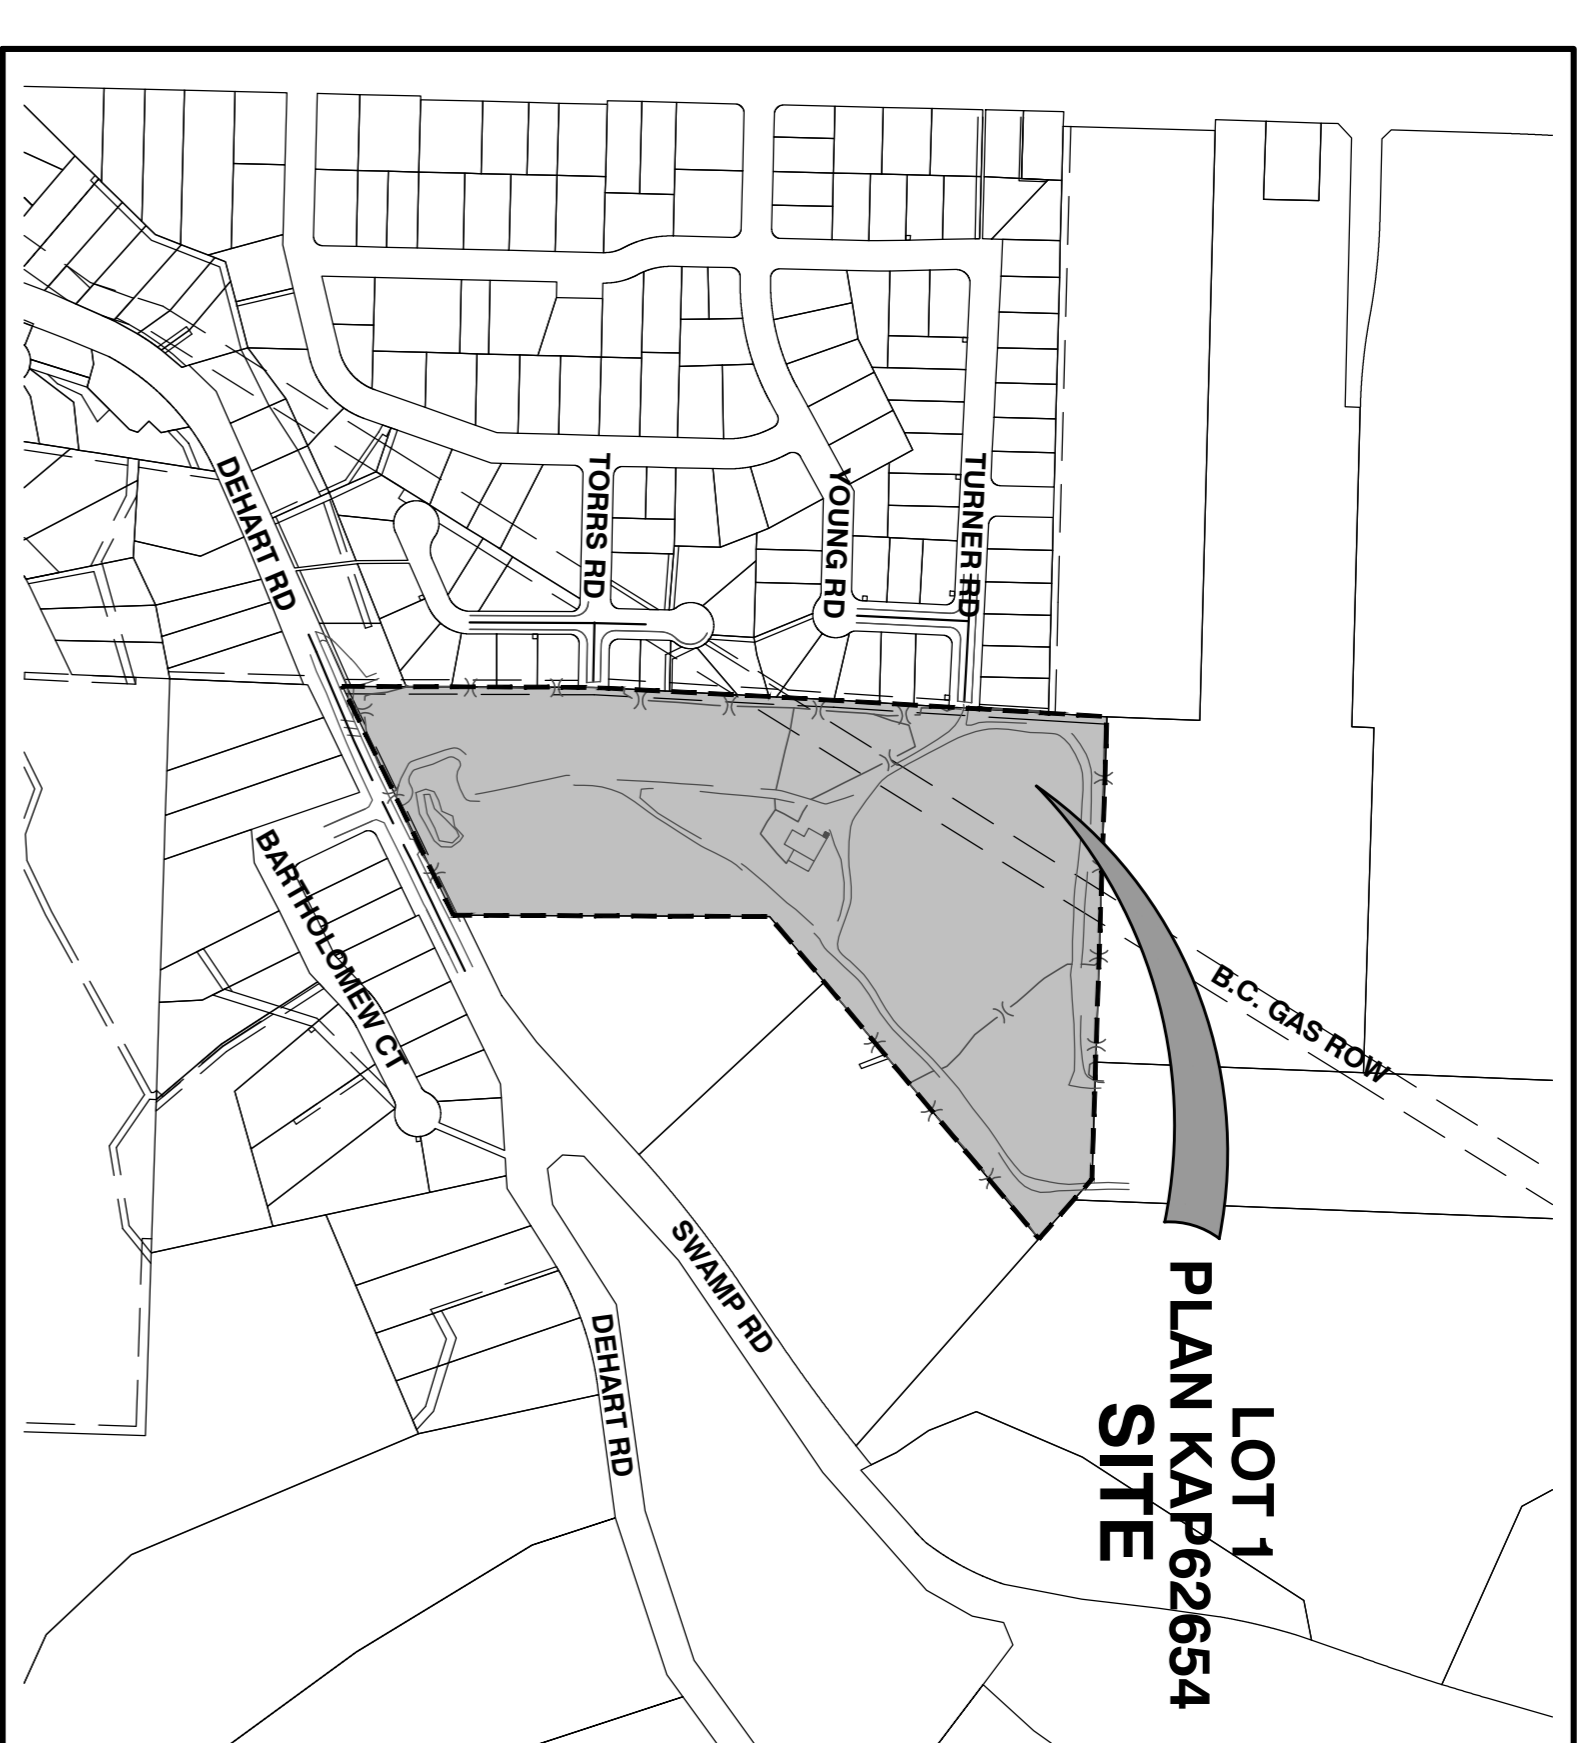 DEHART RD
TORRS RD
YOUNG RD
TURNER RD
BARTHOLOMEW CT
B.C. GAS ROW
SWAMP RD
DEHART RD
LOT 1
PLAN KAP62654
SITE